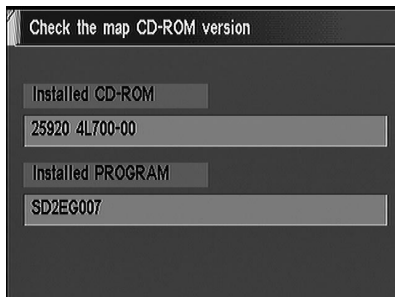 Check the map CD-ROM version
Installed CD-ROM
25920 4L700-00
Installed PROGRAM
SD2EG007